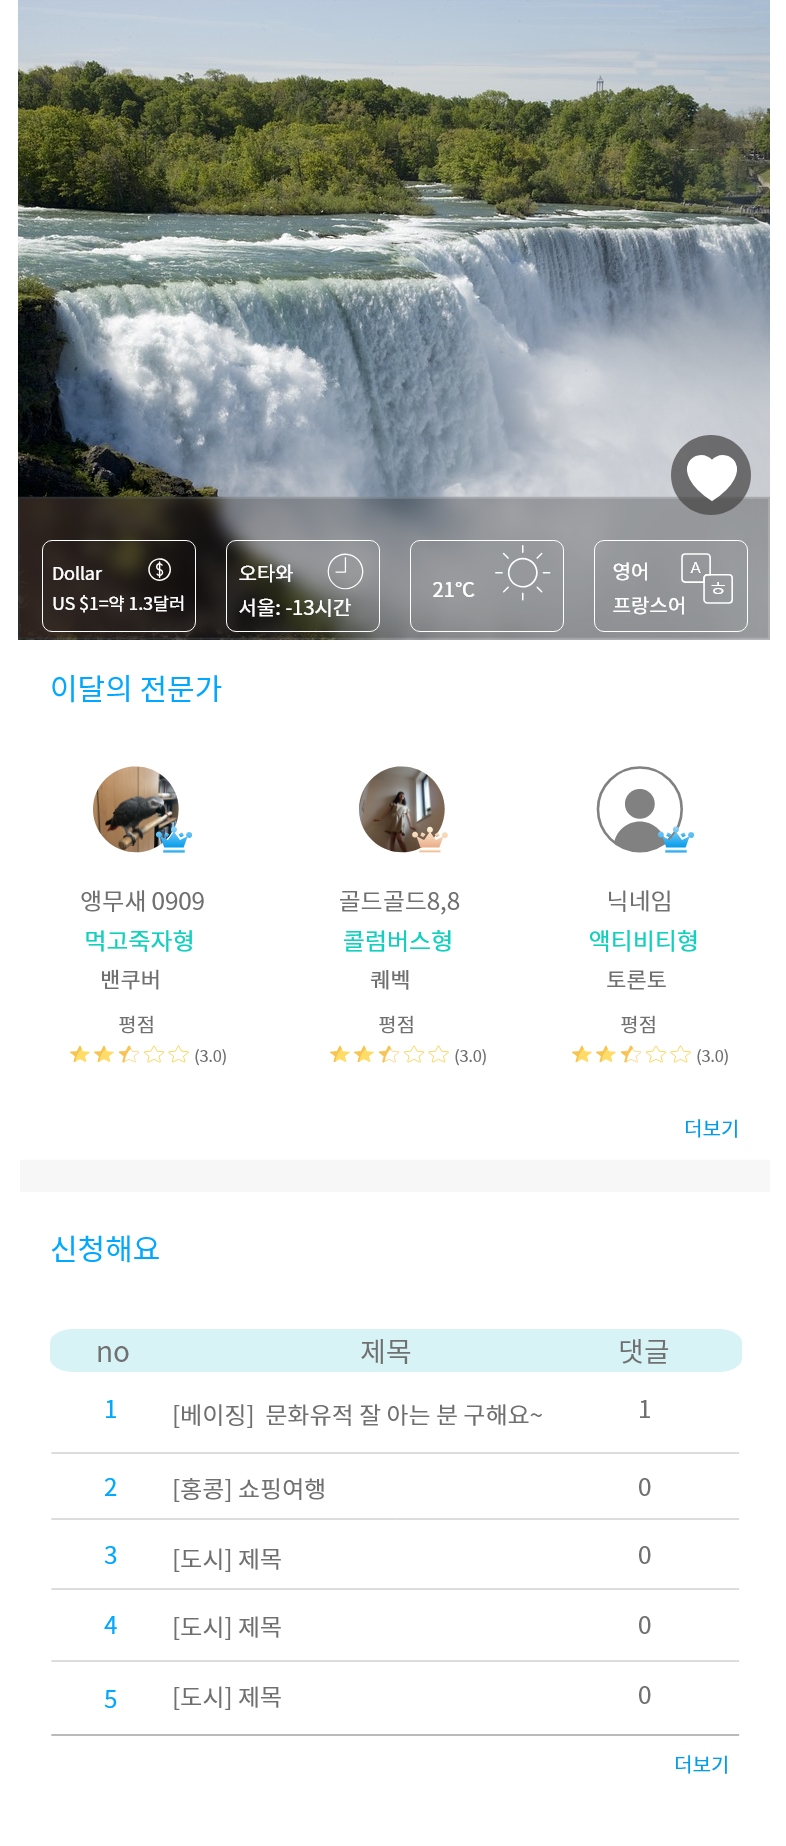 Dollar
US $1=약 1.3달러
오타와
서울: -13시간
21℃
영어
프랑스어
A
ㅎ
이달의 전문가
앵무새 0909
먹고죽자형
밴쿠버
평점
(3.0)
골드골드8,8
콜럼버스형
퀘벡
평점
(3.0)
닉네임
액티비티형
토론토
평점
(3.0)
더보기
신청해요
no 제목 댓글
1 [베이징] 문화유적 잘 아는 분 구해요~ 1
2 [홍콩] 쇼핑여행 0
3 [도시] 제목 0
4 [도시] 제목 0
5 [도시] 제목 0
더보기